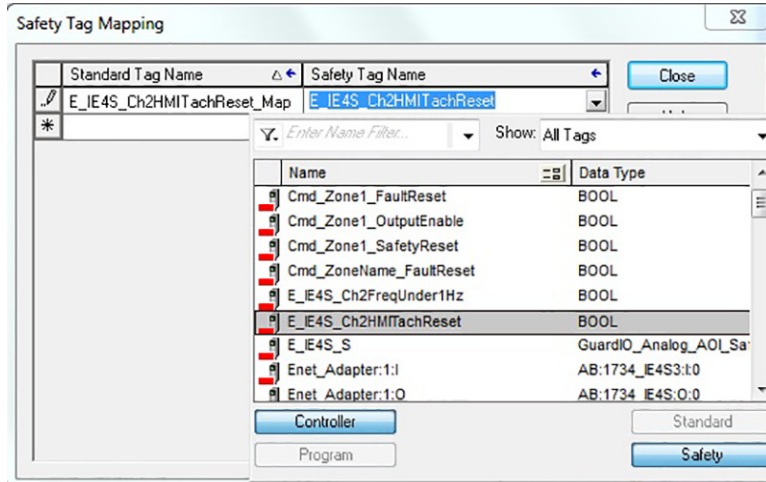 Safety Tag Mapping
Standard Tag Name Safety Tag Name
Close
E_IE4S_Ch2HMITachReset_Map E_IE4S_Ch2HMITachReset
Enter Name Filter... Show: All Tags
Name Data Type
Cmd_Zone1_FaultReset BOOL
Cmd_Zone1_OutputEnable BOOL
Cmd_Zone1_SafetyReset BOOL
Cmd_ZoneName_FaultReset BOOL
E_IE4S_Ch2FreqUnder1Hz BOOL
E_IE4S_Ch2HMITachReset BOOL
E_IE4S_S GuardIO_Analog_AOI_Sa
Enet_Adapter:1:I AB:1734_IE4S3:I:0
Enet_Adapter:1:O AB:1734_IE4S:O:0
Controller Standard
Program Safety